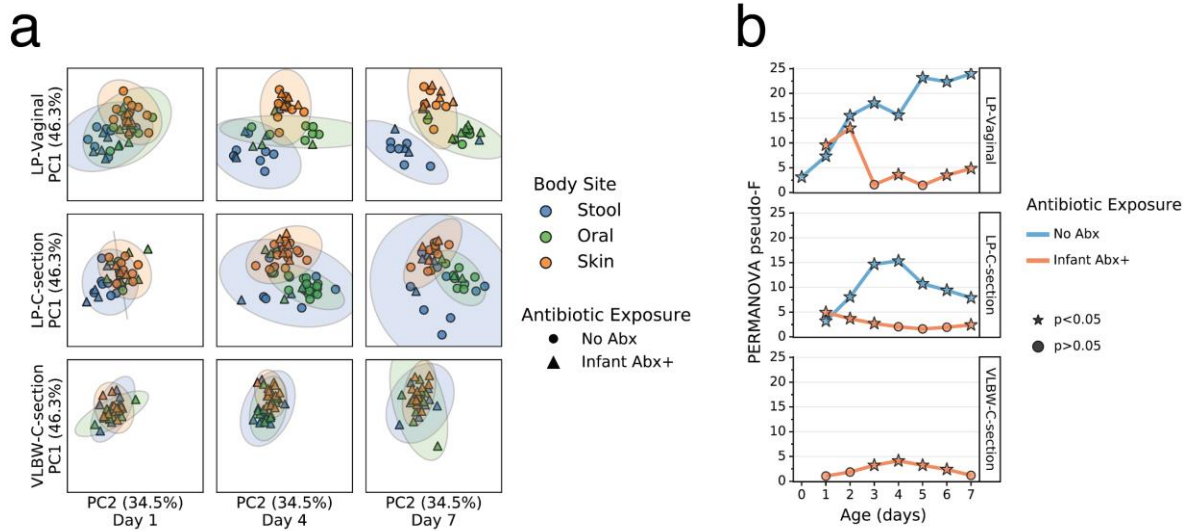 a
LP-Vaginal
PC1 (46.3%)
LP-C-section
PC1 (46.3%)
VLBW-C-section
PC1 (46.3%)
PC2 (34.5%)
Day 1
PC2 (34.5%)
Day 4
PC2 (34.5%)
Day 7
Body Site
Stool
Oral
Skin
Antibiotic Exposure
No Abx
Infant Abx+
b
PERMANOVA pseudo-F
25
20
15
10
5
0
LP-Vaginal
25
20
15
10
5
0
LP-C-section
25
20
15
10
5
0
VLBW-C-section
0 1 2 3 4 5 6 7
Age (days)
Antibiotic Exposure
No Abx
Infant Abx+
p<0.05
p>0.05